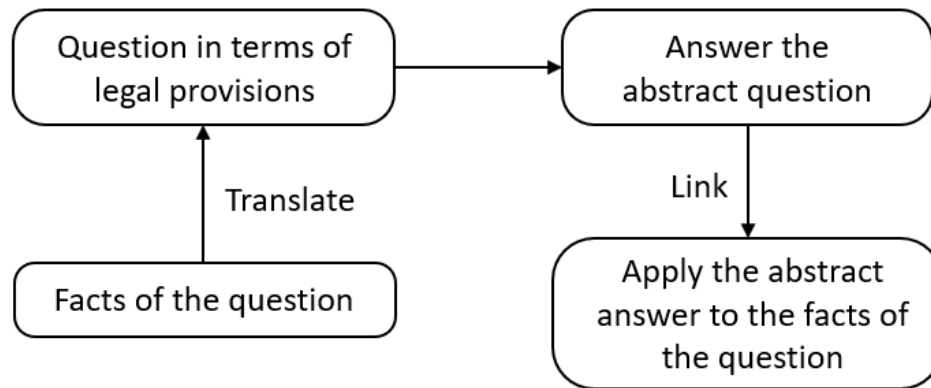 Question in terms of
legal provisions
Answer the
abstract question
Translate
Link
Facts of the question
Apply the abstract
answer to the facts of
the question